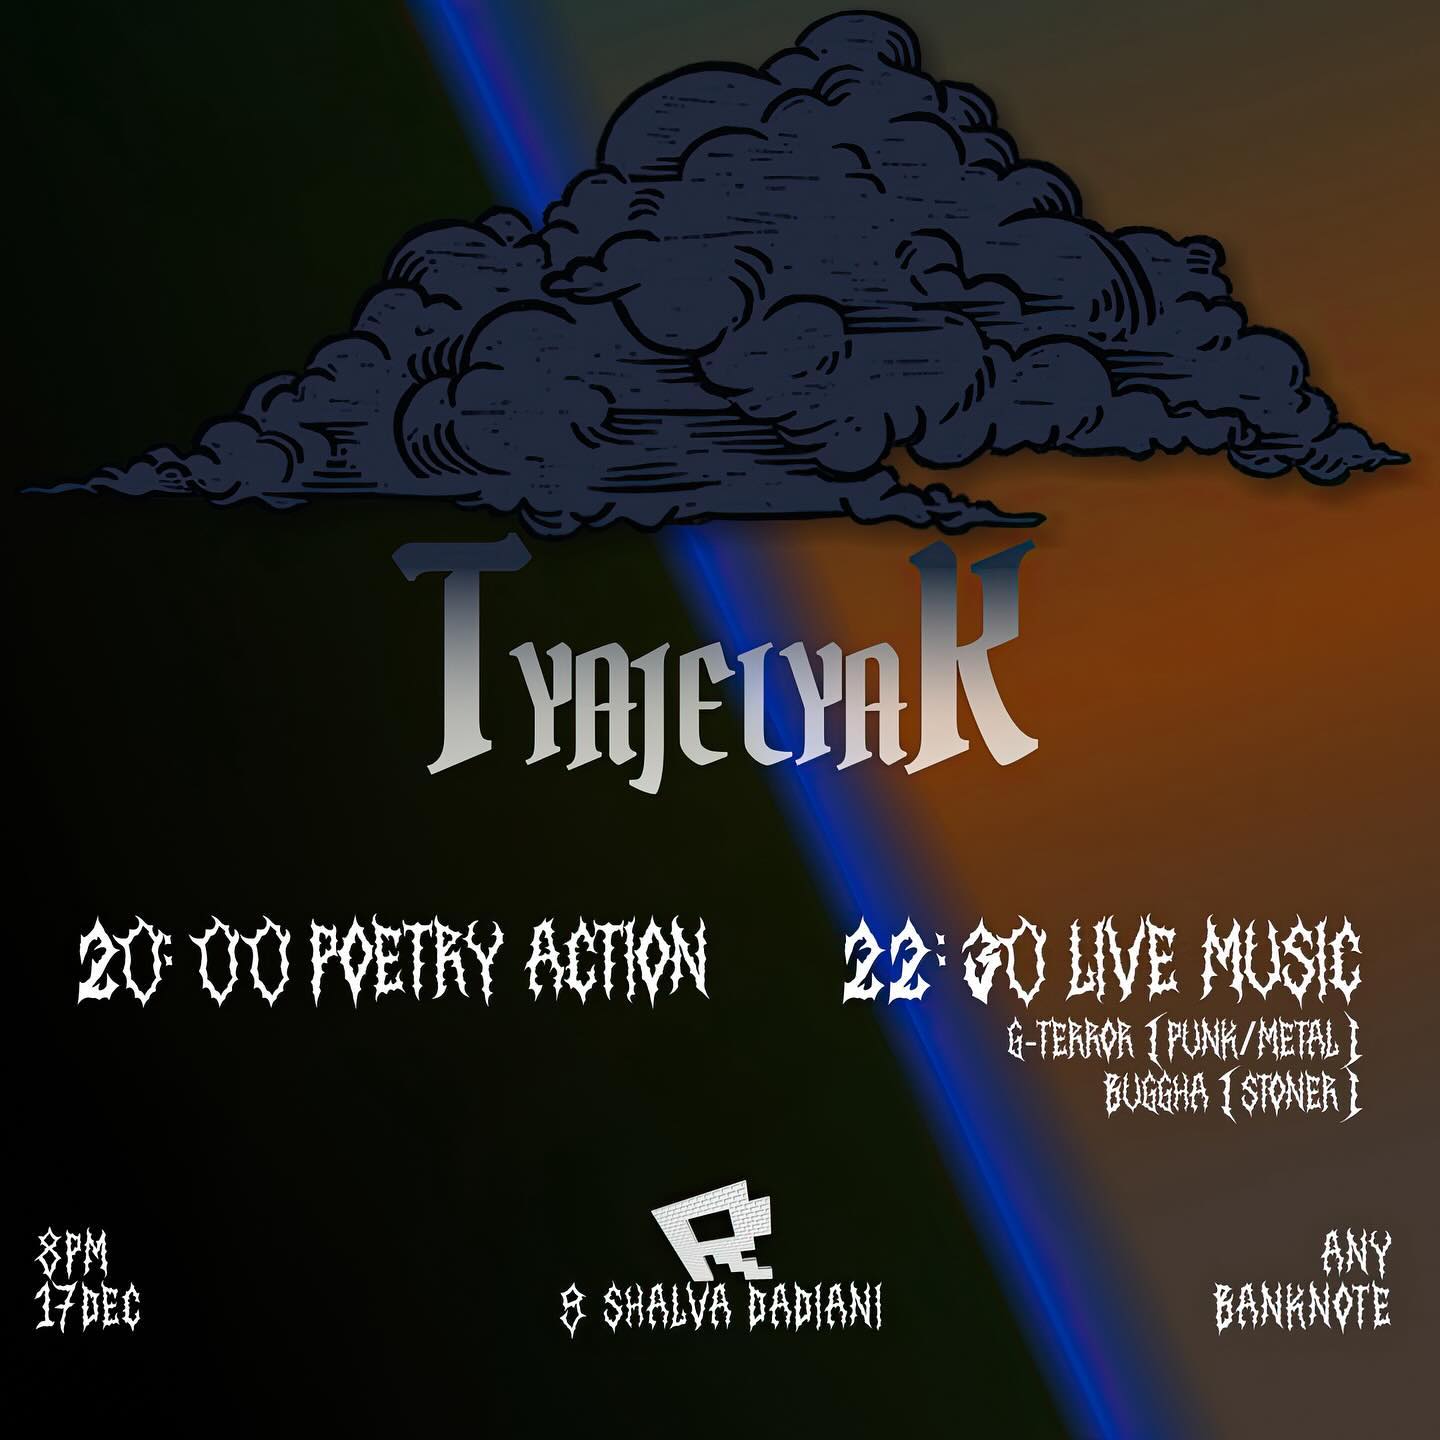 TYAJELYAK
20:00 POETRY ACTION
22:30 LIVE MUSIC
G-TERROR [PUNK/METAL]
BUGGHA [STONER]
8PM
17DEC
R
8 SHALVA DADIANI
ANY
BANKNOTE